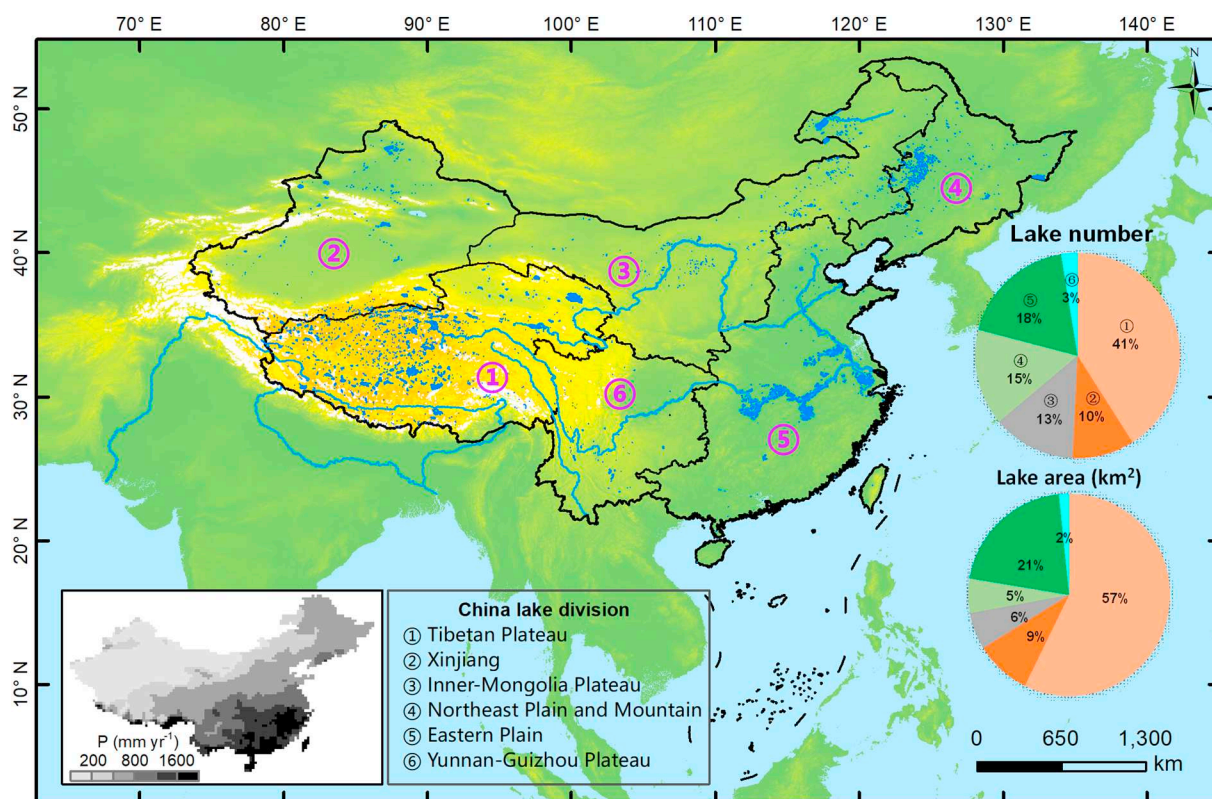 70° E 80° E 90° E 100° E 110° E 120° E 130° E 140° E
N
50° N
40° N
30° N
20° N
10° N
①
②
③
④
⑤
⑥
Lake number
① 41%
② 10%
③ 13%
④ 15%
⑤ 18%
⑥ 3%
Lake area (km²)
57%
9%
6%
5%
21%
2%
P (mm yr⁻¹)
200 800 1600
China lake division
① Tibetan Plateau
② Xinjiang
③ Inner-Mongolia Plateau
④ Northeast Plain and Mountain
⑤ Eastern Plain
⑥ Yunnan-Guizhou Plateau
0 650 1,300
km